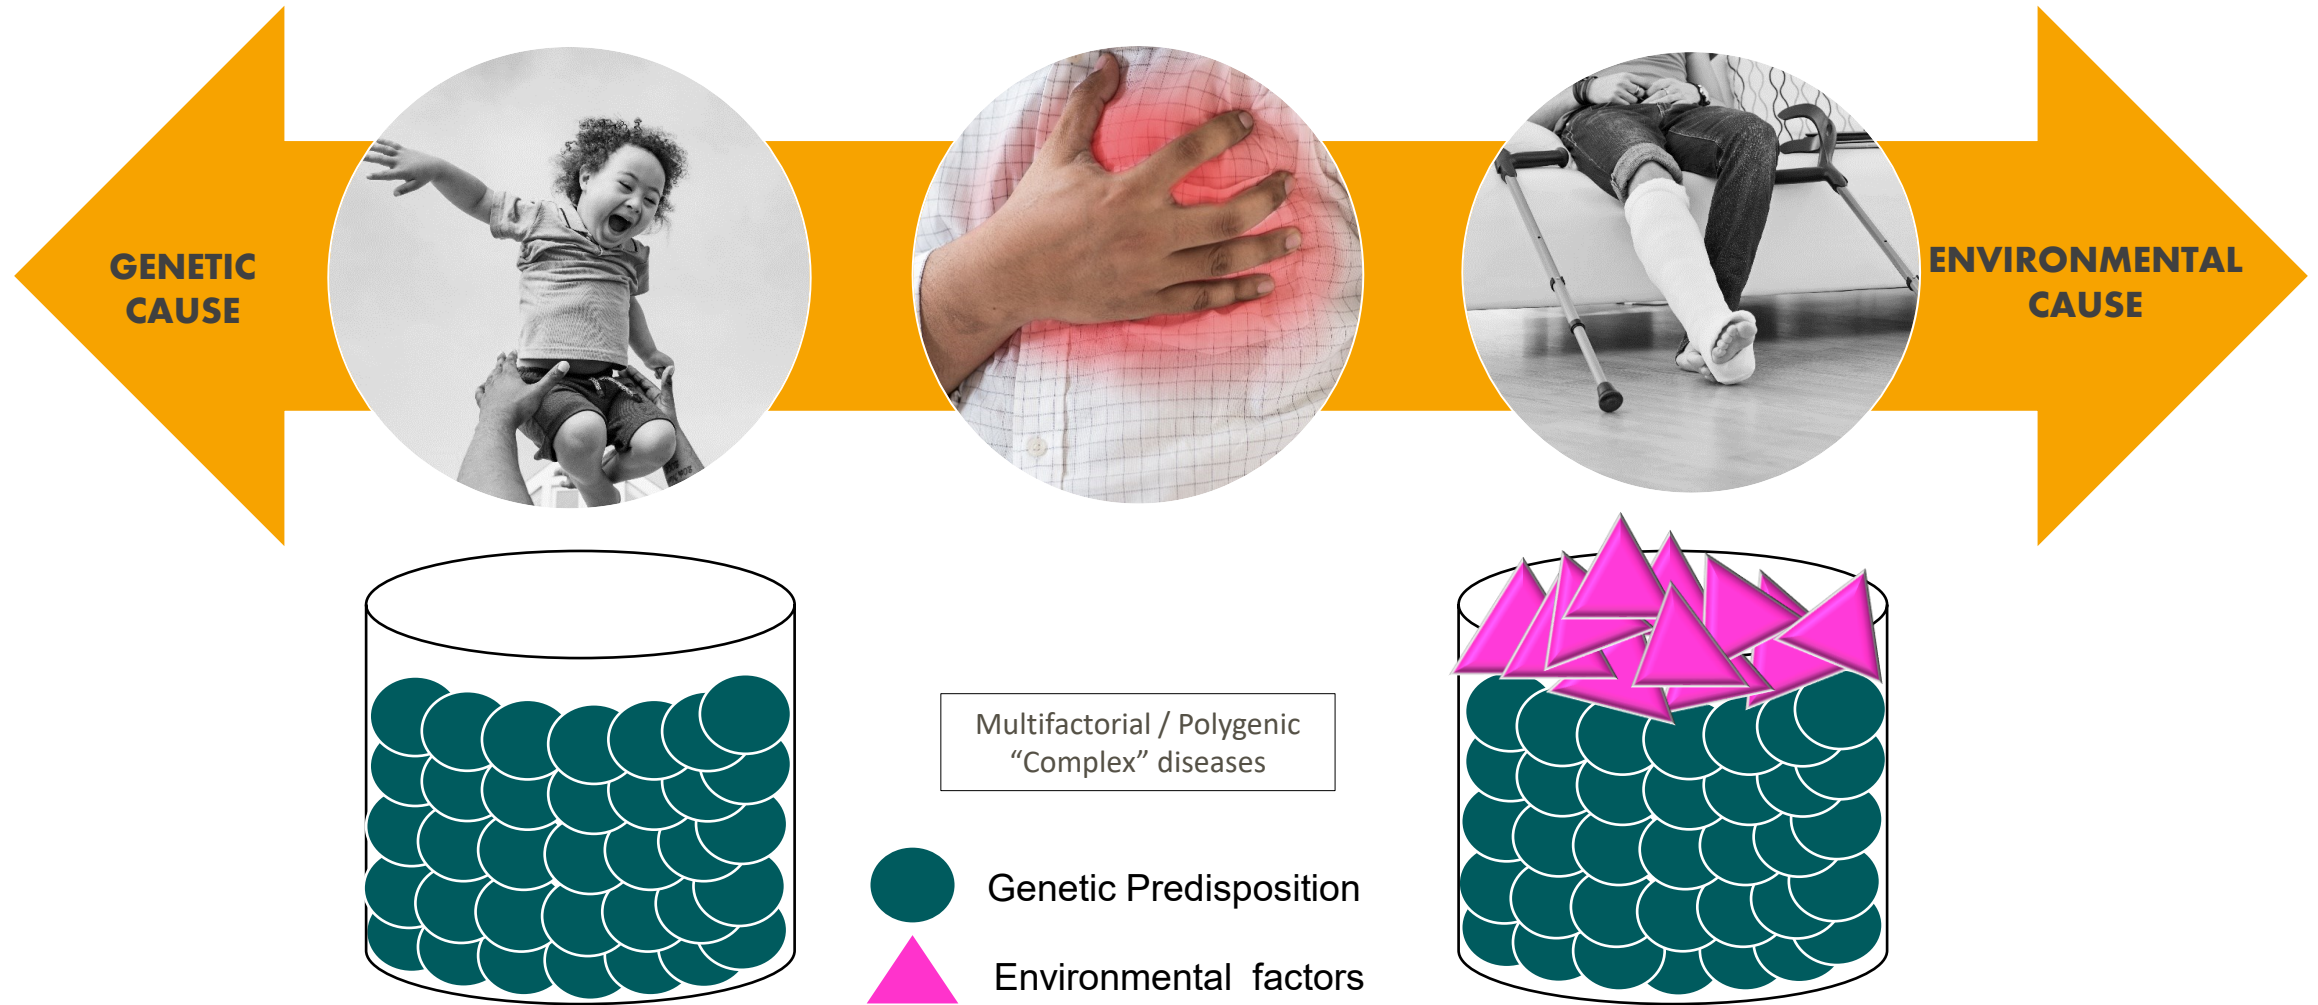 GENETIC
CAUSE
ENVIRONMENTAL
CAUSE
Multifactorial / Polygenic
“Complex” diseases
Genetic Predisposition
Environmental factors